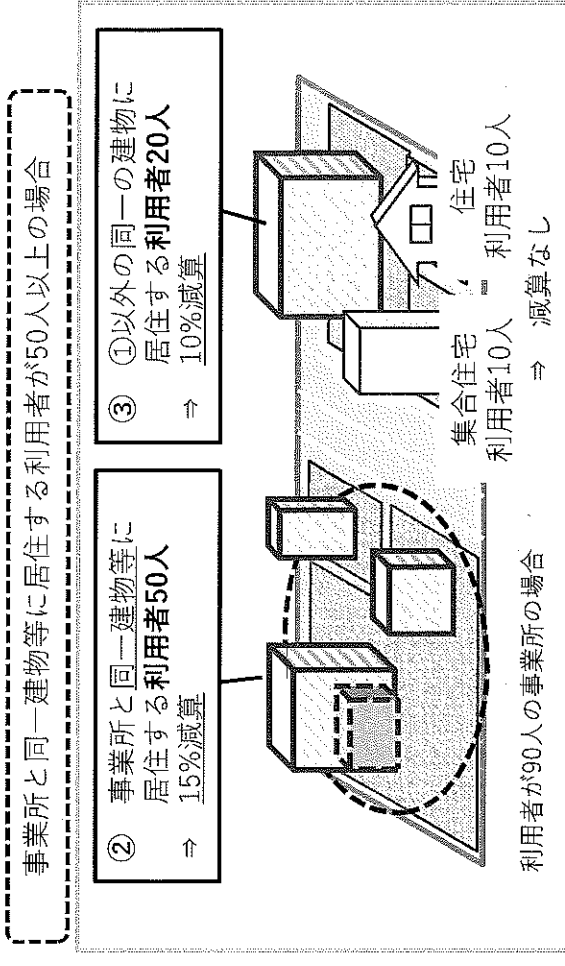 事業所と同一建物等に居住する利用者が50人以上の場合
② 事業所と同一建物等に
居住する利用者50人
⇒ 15%減算
③ ①以外の同一の建物に
居住する利用者20人
⇒ 10%減算
集合住宅
利用者10人
住宅
利用者10人
⇒ 減算なし
利用者が90人の事業所の場合